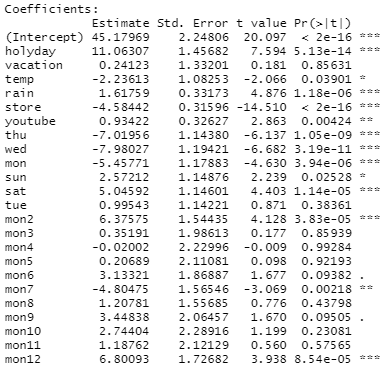 Coefficients:
Estimate Std. Error t value Pr(>|t|)
(Intercept) 45.17969 2.24806 20.097 < 2e-16 ***
holyday 11.06307 1.45682 7.594 5.13e-14 ***
vacation 0.24123 1.33201 0.181 0.85631
temp -2.23613 1.08253 -2.066 0.03901 *
rain 1.61759 0.33173 4.876 1.18e-06 ***
store -4.58442 0.31596 -14.510 < 2e-16 ***
youtube 0.93422 0.32627 2.863 0.00424 **
thu -7.01956 1.14380 -6.137 1.05e-09 ***
wed -7.98027 1.19421 -6.682 3.19e-11 ***
mon -5.45771 1.17883 -4.630 3.94e-06 ***
sun 2.57212 1.14876 2.239 0.02528 *
sat 5.04592 1.14601 4.403 1.14e-05 ***
tue 0.99543 1.14221 0.871 0.38361
mon2 6.37575 1.54435 4.128 3.83e-05 ***
mon3 0.35191 1.98613 0.177 0.85939
mon4 -0.02002 2.22996 -0.009 0.99284
mon5 0.20689 2.11081 0.098 0.92193
mon6 3.13321 1.86887 1.677 0.09382 .
mon7 -4.80475 1.56546 -3.069 0.00218 **
mon8 1.20781 1.55685 0.776 0.43798
mon9 3.44838 2.06457 1.670 0.09505 .
mon10 2.74404 2.28916 1.199 0.23081
mon11 1.18762 2.12129 0.560 0.57565
mon12 6.80093 1.72682 3.938 8.54e-05 ***